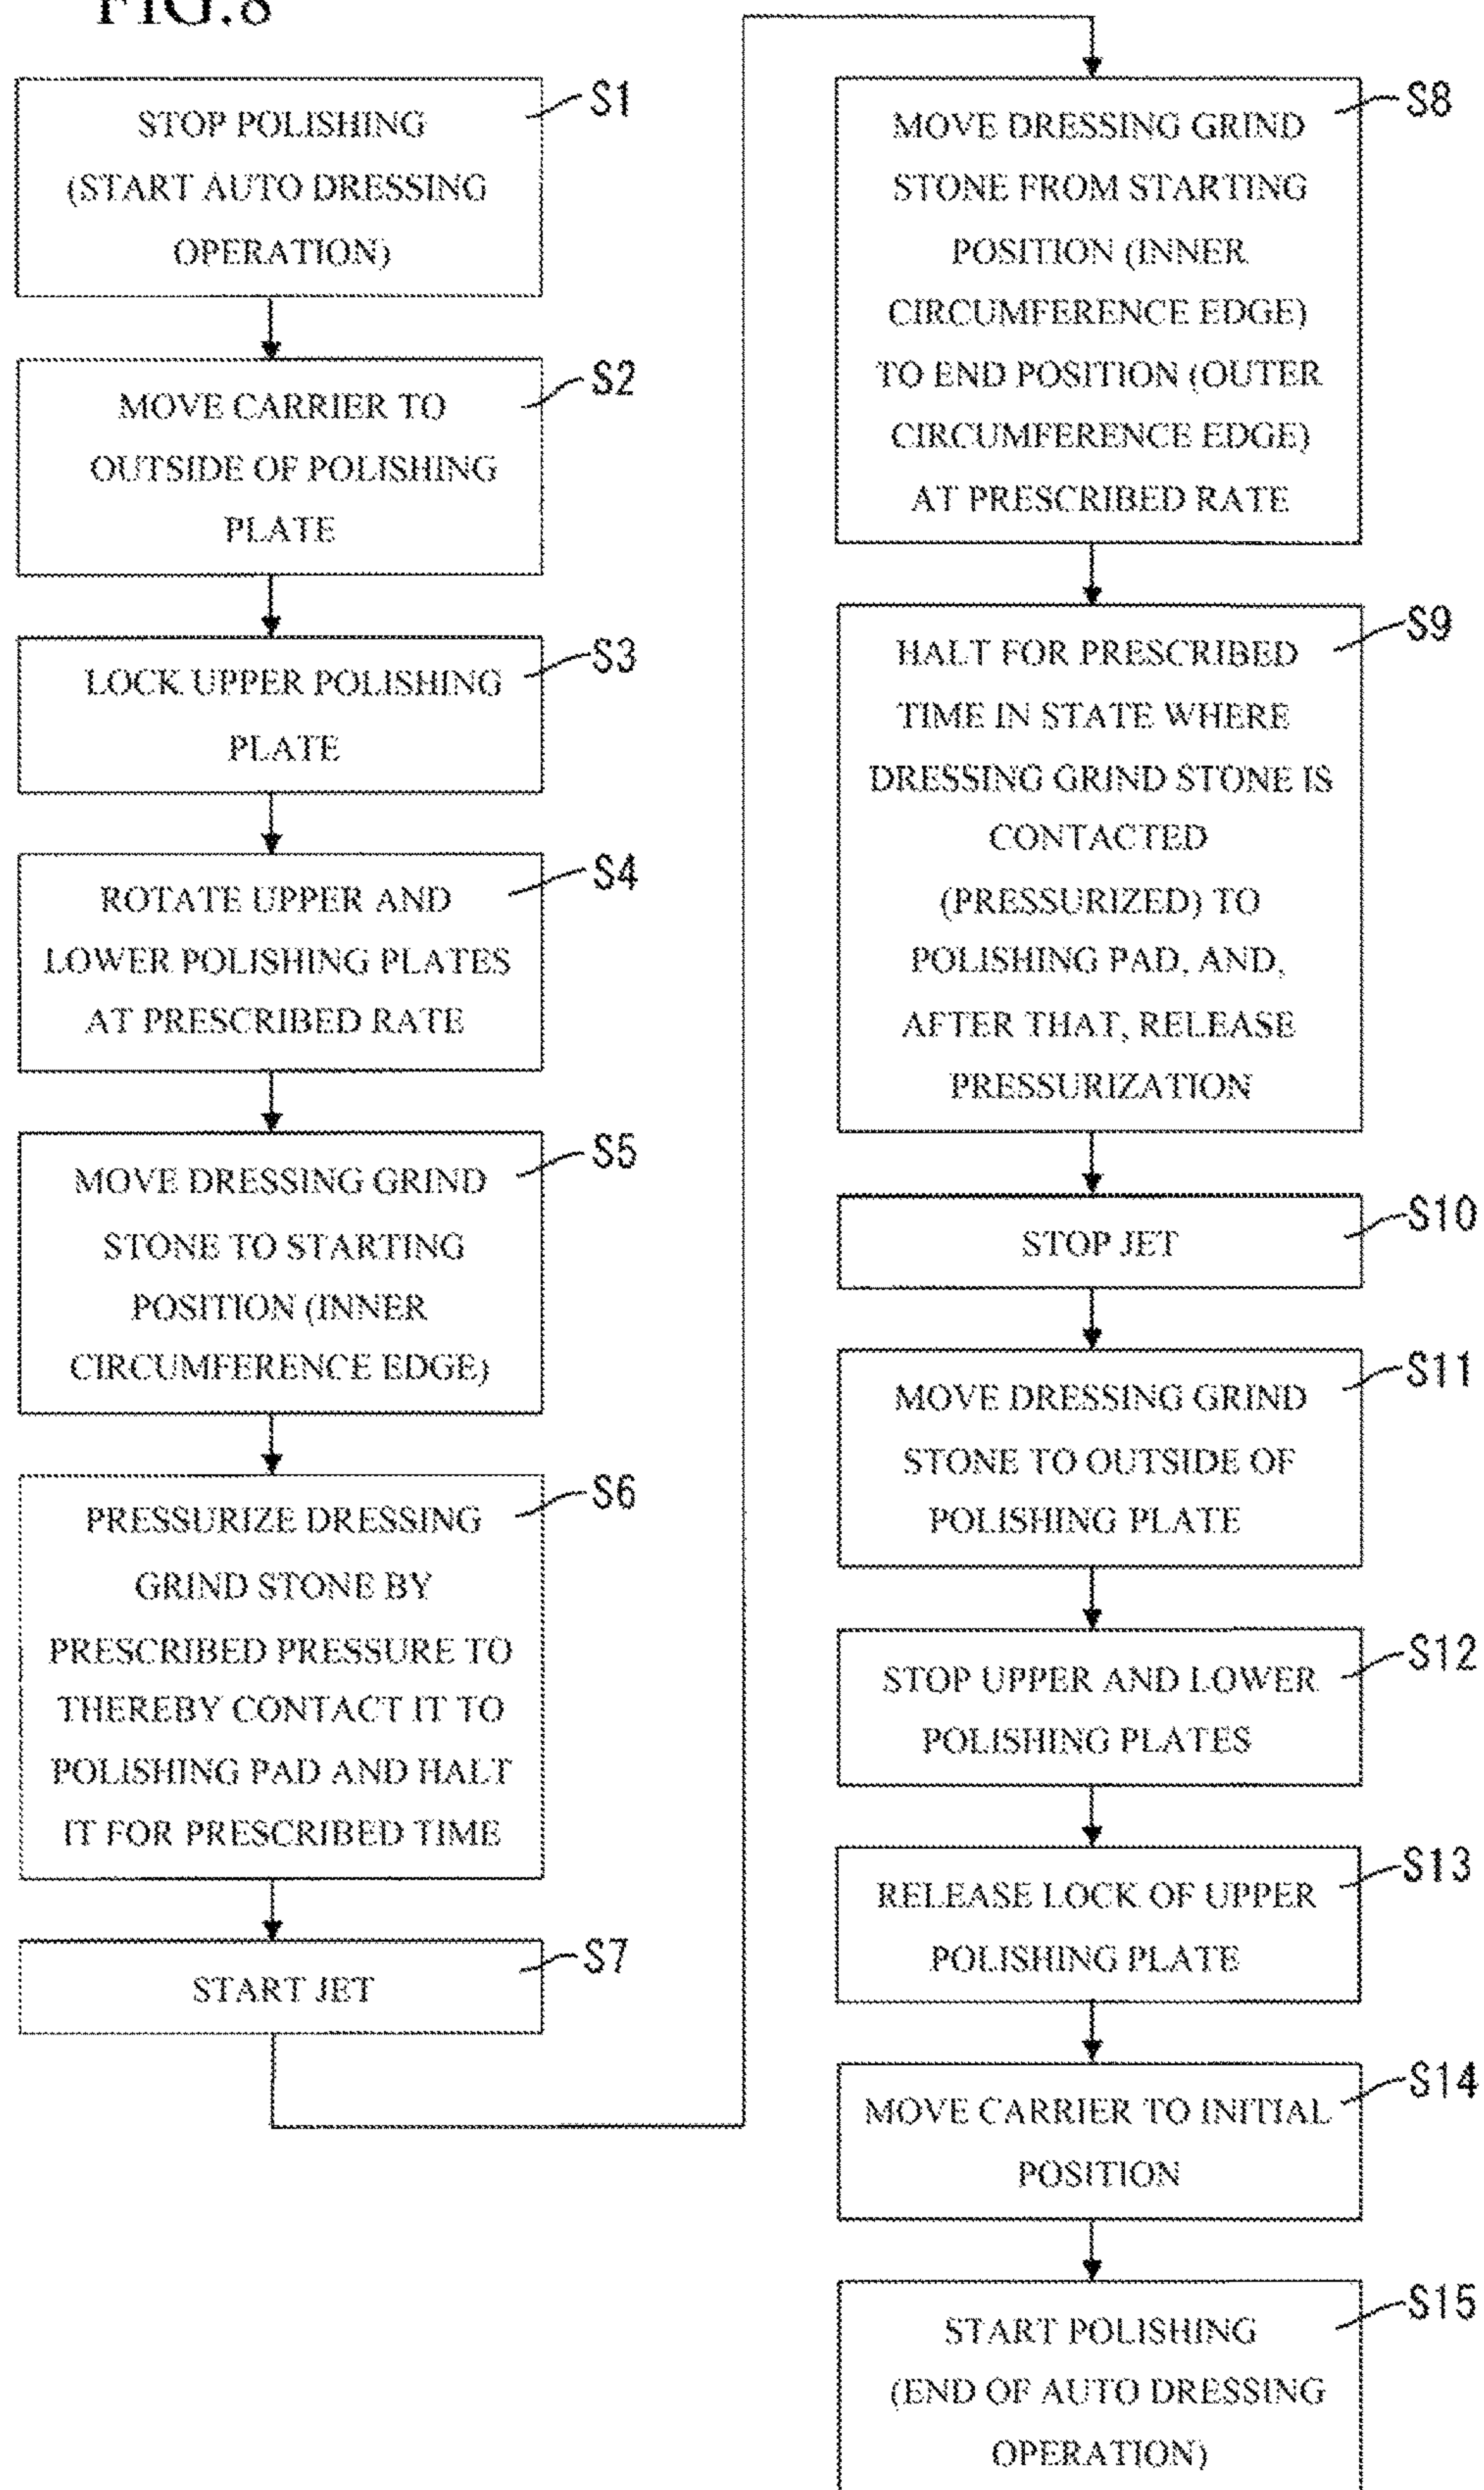 FIG.8
STOP POLISHING
(START AUTO DRESSING
OPERATION)
S1
MOVE CARRIER TO
OUTSIDE OF POLISHING
PLATE
S2
LOCK UPPER POLISHING
PLATE
S3
ROTATE UPPER AND
LOWER POLISHING PLATES
AT PRESCRIBED RATE
S4
MOVE DRESSING GRIND
STONE TO STARTING
POSITION (INNER
CIRCUMFERENCE EDGE)
S5
PRESSURIZE DRESSING
GRIND STONE BY
PRESCRIBED PRESSURE TO
THEREBY CONTACT IT TO
POLISHING PAD AND HALT
IT FOR PRESCRIBED TIME
S6
START JET
S7
MOVE DRESSING GRIND
STONE FROM STARTING
POSITION (INNER
CIRCUMFERENCE EDGE)
TO END POSITION (OUTER
CIRCUMFERENCE EDGE)
AT PRESCRIBED RATE
S8
HALT FOR PRESCRIBED
TIME IN STATE WHERE
DRESSING GRIND STONE IS
CONTACTED
(PRESSURIZED) TO
POLISHING PAD, AND,
AFTER THAT, RELEASE
PRESSURIZATION
S9
STOP JET
S10
MOVE DRESSING GRIND
STONE TO OUTSIDE OF
POLISHING PLATE
S11
STOP UPPER AND LOWER
POLISHING PLATES
S12
RELEASE LOCK OF UPPER
POLISHING PLATE
S13
MOVE CARRIER TO INITIAL
POSITION
S14
START POLISHING
(END OF AUTO DRESSING
OPERATION)
S15